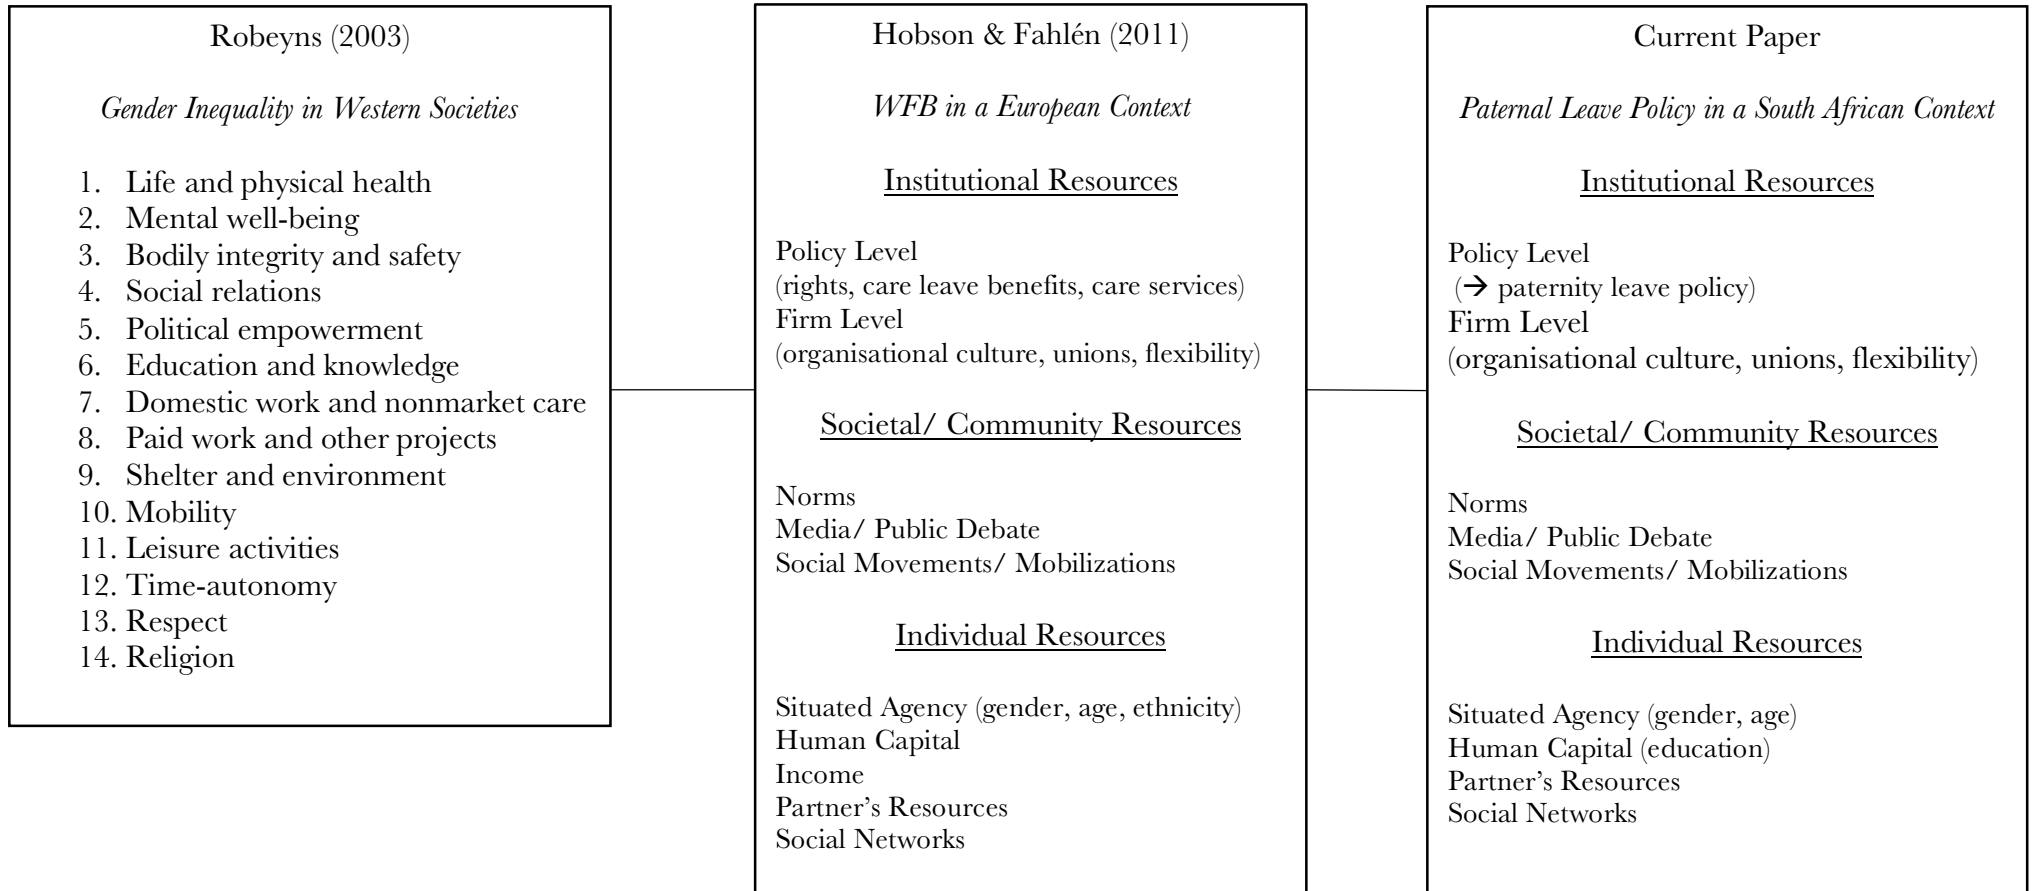 Robeyns (2003)
Gender Inequality in Western Societies
1. Life and physical health
2. Mental well-being
3. Bodily integrity and safety
4. Social relations
5. Political empowerment
6. Education and knowledge
7. Domestic work and nonmarket care
8. Paid work and other projects
9. Shelter and environment
10. Mobility
11. Leisure activities
12. Time-autonomy
13. Respect
14. Religion
Hobson & Fahlén (2011)
WFB in a European Context
Institutional Resources
Policy Level
(rights, care leave benefits, care services)
Firm Level
(organisational culture, unions, flexibility)
Societal/ Community Resources
Norms
Media/ Public Debate
Social Movements/ Mobilizations
Individual Resources
Situated Agency (gender, age, ethnicity)
Human Capital
Income
Partner’s Resources
Social Networks
Current Paper
Paternal Leave Policy in a South African Context
Institutional Resources
Policy Level
(→ paternity leave policy)
Firm Level
(organisational culture, unions, flexibility)
Societal/ Community Resources
Norms
Media/ Public Debate
Social Movements/ Mobilizations
Individual Resources
Situated Agency (gender, age)
Human Capital (education)
Partner’s Resources
Social Networks